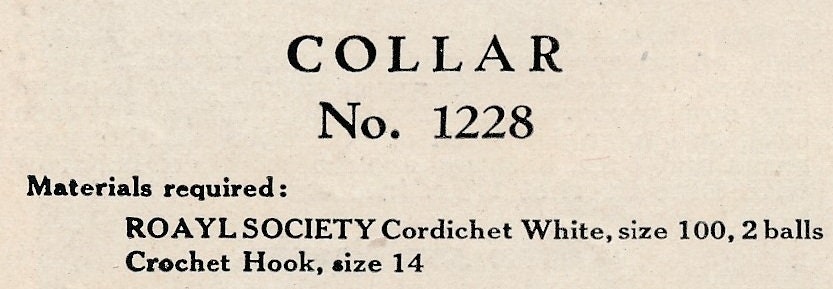 COLLAR
No. 1228
Materials required:
ROAYL SOCIETY Cordichet White, size 100, 2 balls
Crochet Hook, size 14